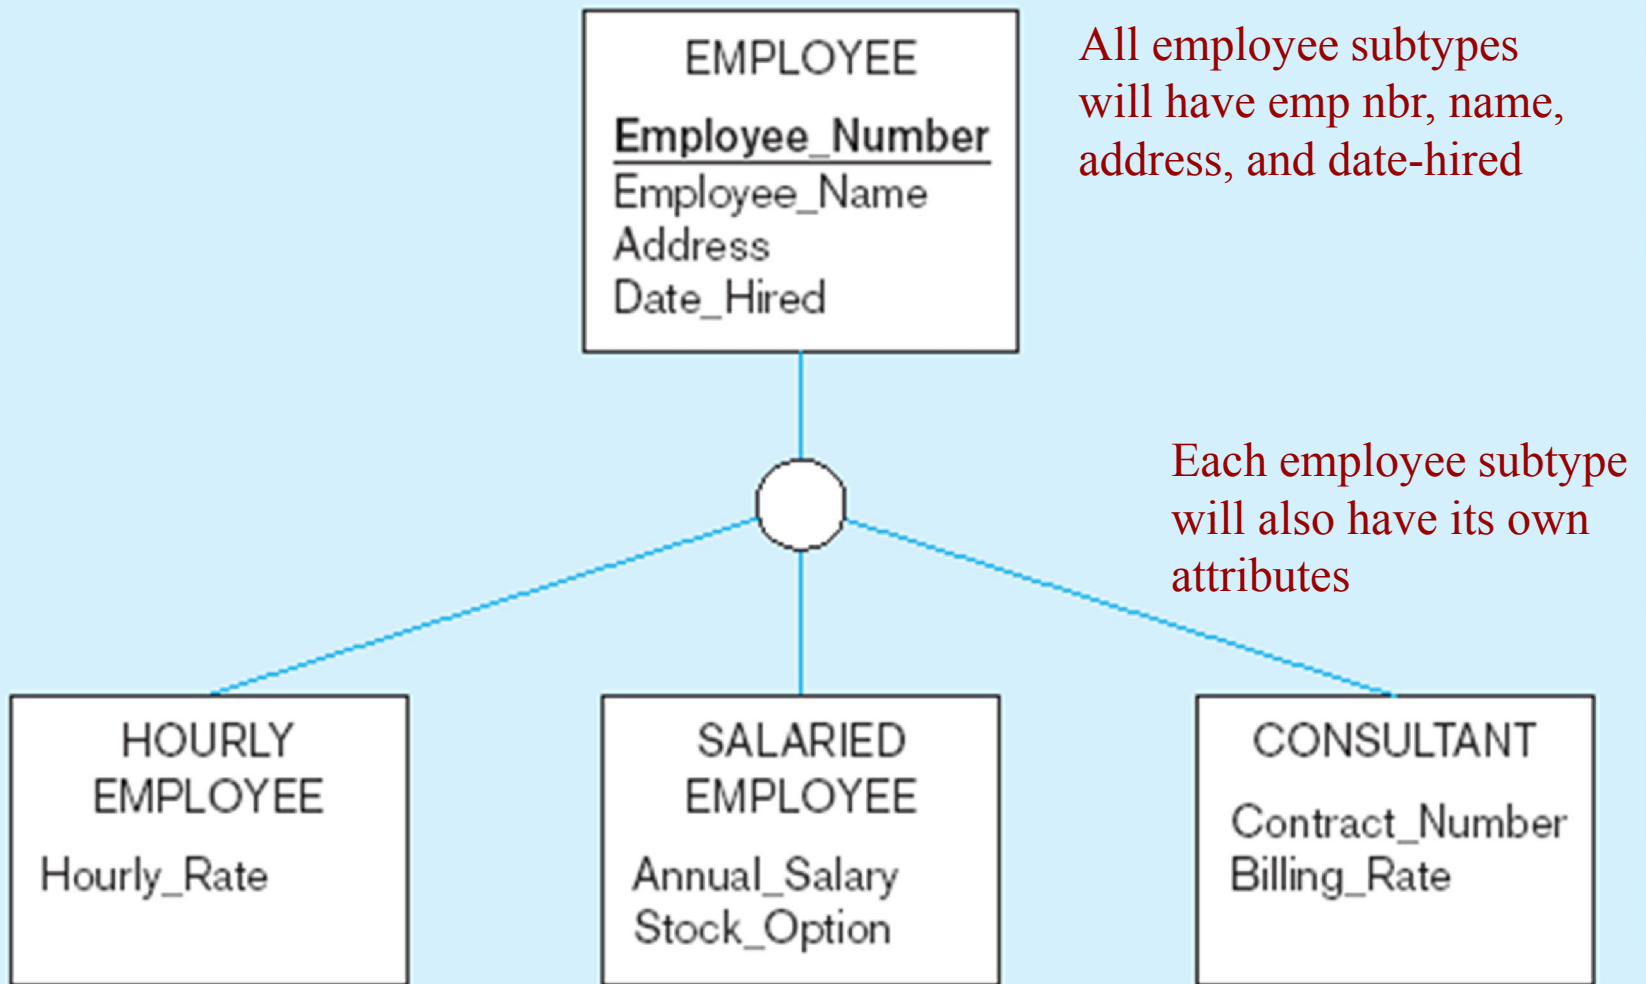 EMPLOYEE
Employee_Number
Employee_Name
Address
Date_Hired
All employee subtypes
will have emp nbr, name,
address, and date-hired
Each employee subtype
will also have its own
attributes
HOURLY
EMPLOYEE
Hourly_Rate
SALARIED
EMPLOYEE
Annual_Salary
Stock_Option
CONSULTANT
Contract_Number
Billing_Rate